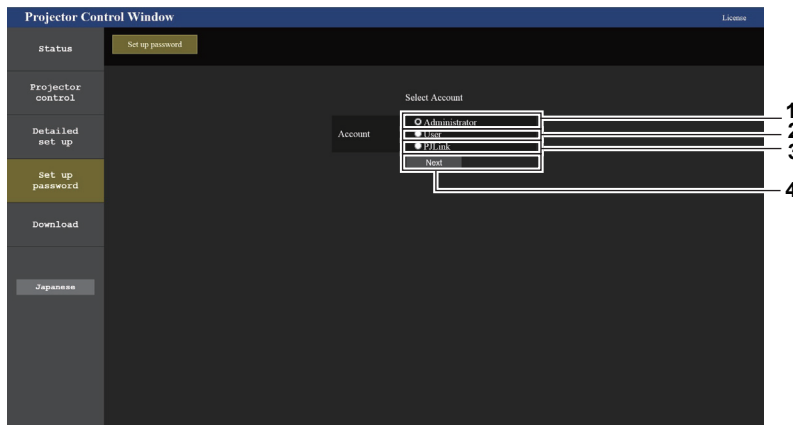 Projector Control Window
License
Status
Set up password
Projector
control
Select Account
Account
Administrator
User
PJLink
Next
1
2
3
4
Detailed
set up
Set up
password
Download
Japanese